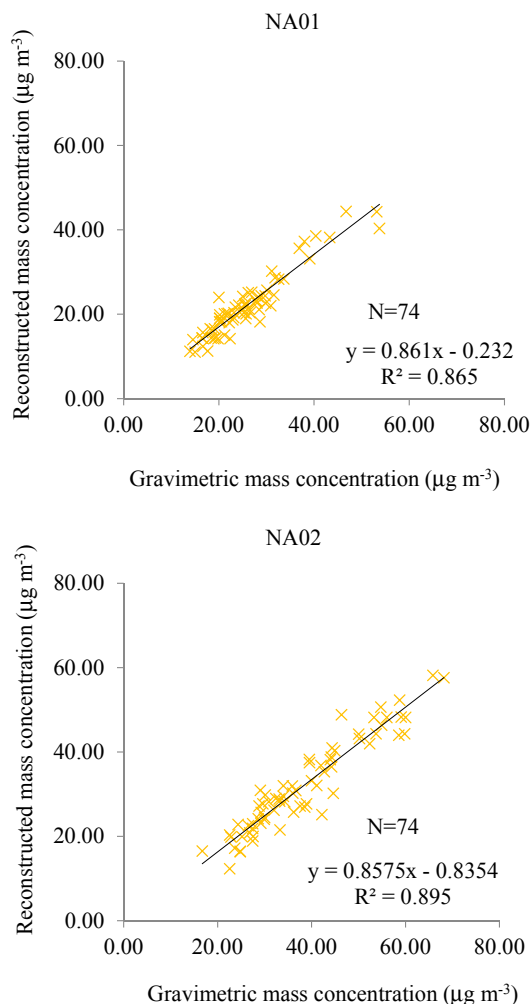 NA01
Reconstructed mass concentration (µg m-3)
80.00
60.00
40.00
20.00
0.00
N=74
y = 0.861x - 0.232
R² = 0.865
0.00 20.00 40.00 60.00 80.00
Gravimetric mass concentration (µg m-3)
NA02
Reconstructed mass concentration (µg m-3)
80.00
60.00
40.00
20.00
0.00
N=74
y = 0.8575x - 0.8354
R² = 0.895
0.00 20.00 40.00 60.00 80.00
Gravimetric mass concentration (µg m-3)